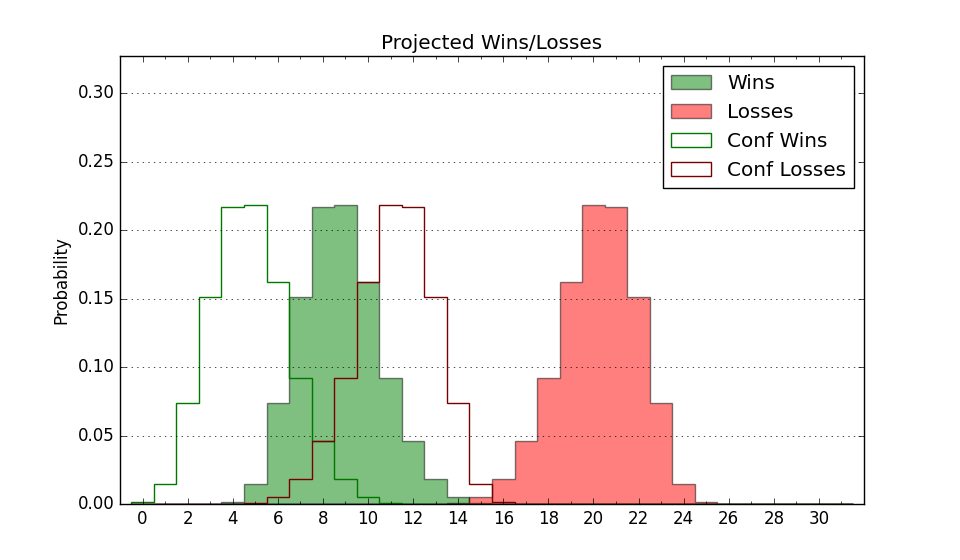 Projected Wins/Losses
Wins
Losses
Conf Wins
Conf Losses
Probability
0.30
0.25
0.20
0.15
0.10
0.05
0.00
0 2 4 6 8 10 12 14 16 18 20 22 24 26 28 30